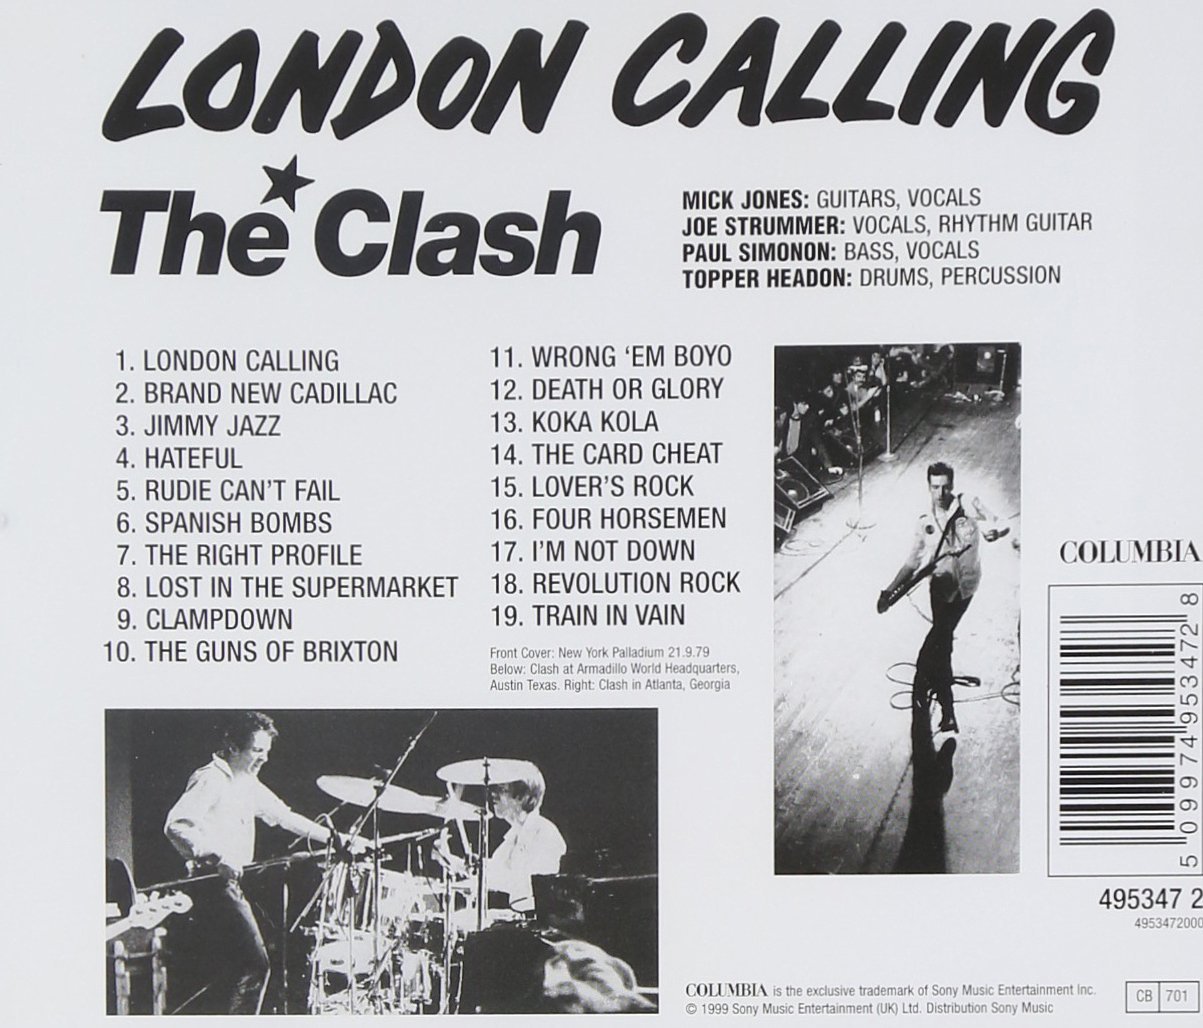 LONDON CALLING
The Clash
MICK JONES: GUITARS, VOCALS
JOE STRUMMER: VOCALS, RHYTHM GUITAR
PAUL SIMONON: BASS, VOCALS
TOPPER HEADON: DRUMS, PERCUSSION
1. LONDON CALLING
2. BRAND NEW CADILLAC
3. JIMMY JAZZ
4. HATEFUL
5. RUDIE CAN'T FAIL
6. SPANISH BOMBS
7. THE RIGHT PROFILE
8. LOST IN THE SUPERMARKET
9. CLAMPDOWN
10. THE GUNS OF BRIXTON
11. WRONG 'EM BOYO
12. DEATH OR GLORY
13. KOKA KOLA
14. THE CARD CHEAT
15. LOVER'S ROCK
16. FOUR HORSEMEN
17. I'M NOT DOWN
18. REVOLUTION ROCK
19. TRAIN IN VAIN
Front Cover: New York Palladium 21.9.79
Below: Clash at Armadillo World Headquarters,
Austin Texas. Right: Clash in Atlanta, Georgia
COLUMBIA
5 099749 534728
495347 2
4953472000
COLUMBIA is the exclusive trademark of Sony Music Entertainment Inc.
© 1999 Sony Music Entertainment (UK) Ltd. Distribution Sony Music
CB 701